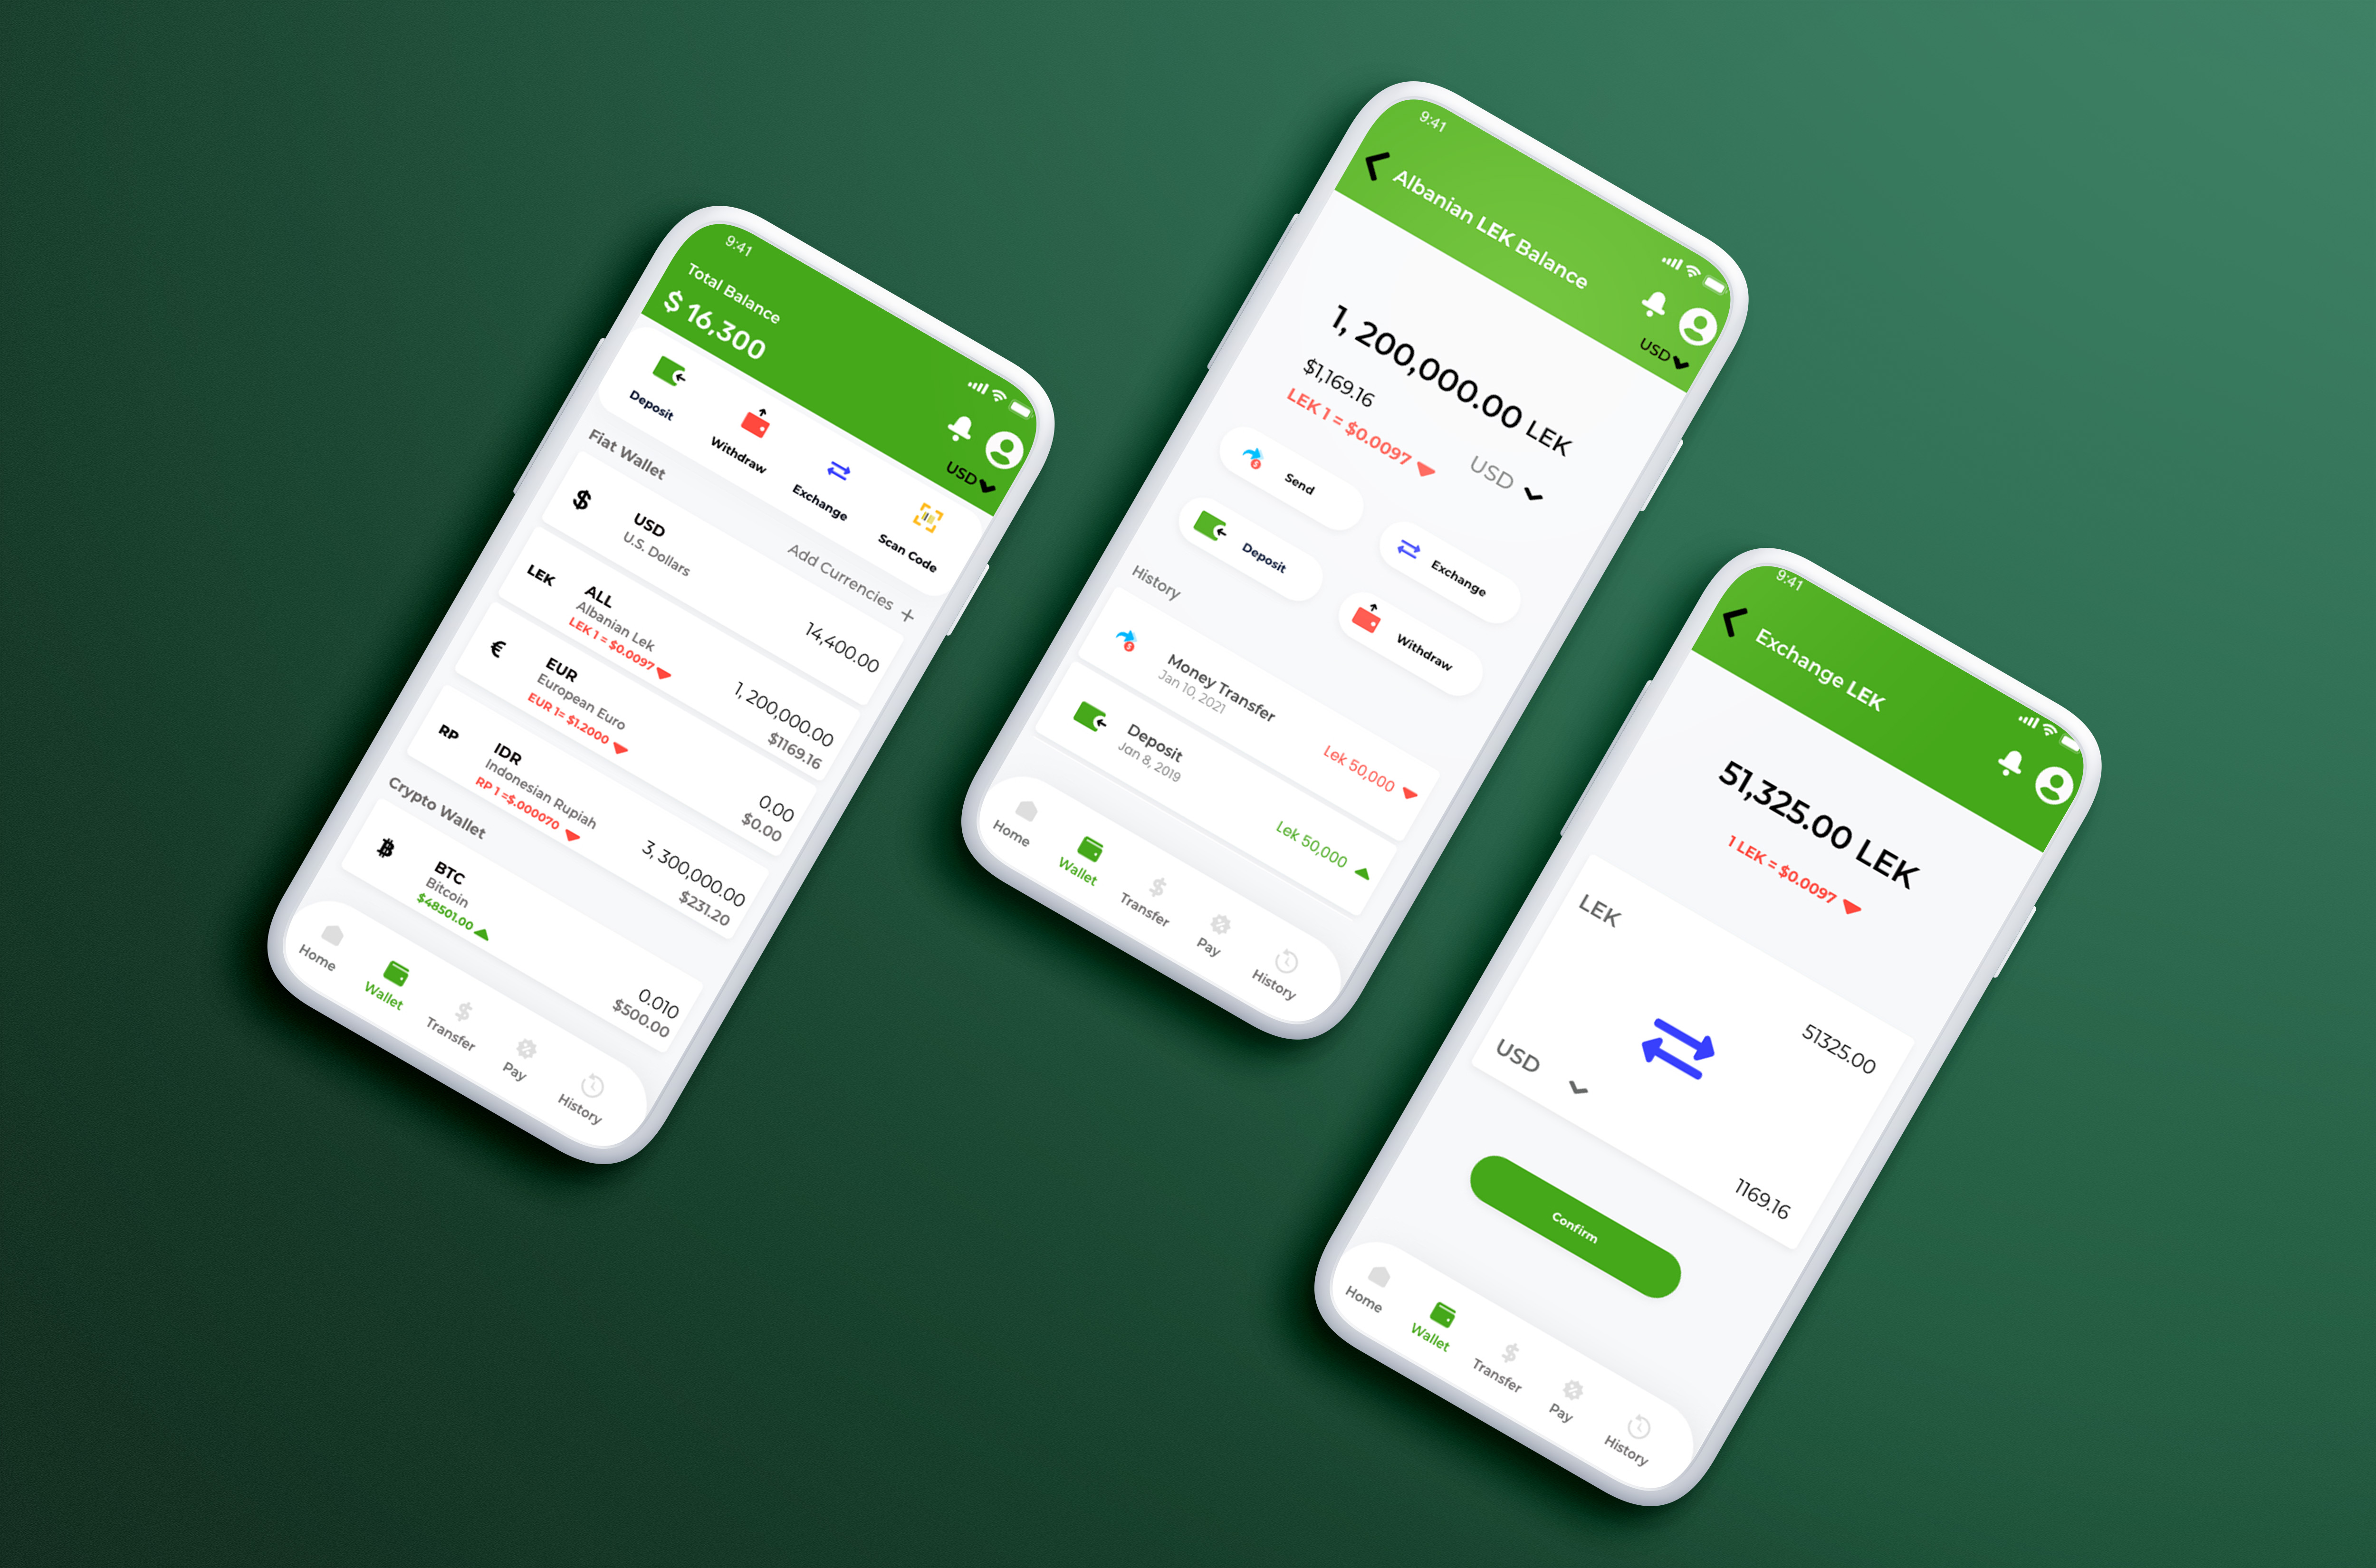 9:41
Total Balance
$ 16,300
USD
Deposit
Withdraw
Exchange
Scan Code
Fiat Wallet
Add Currencies +
$
USD
U.S. Dollars
14,400.00
LEK
ALL
Albanian Lek
LEK 1 = $0.0097
1, 200,000.00
$1169.16
€
EUR
European Euro
EUR 1= $1.2000
0.00
$0.00
RP
IDR
Indonesian Rupiah
RP 1 =$.000070
3, 300,000.00
$231.20
Crypto Wallet
BTC
Bitcoin
$48501.00
0.010
$500.00
Home
Wallet
Transfer
Pay
History
9:41
Albanian LEK Balance
USD
1, 200,000.00 LEK
$1,169.16
LEK 1 = $0.0097
USD
Send
Exchange
Deposit
Withdraw
History
Money Transfer
Jan 10, 2021
Lek 50,000
Deposit
Jan 8, 2019
Lek 50,000
Home
Wallet
Transfer
Pay
History
9:41
Exchange LEK
51,325.00 LEK
1 LEK = $0.0097
LEK
51325.00
USD
1169.16
Confirm
Home
Wallet
Transfer
Pay
History